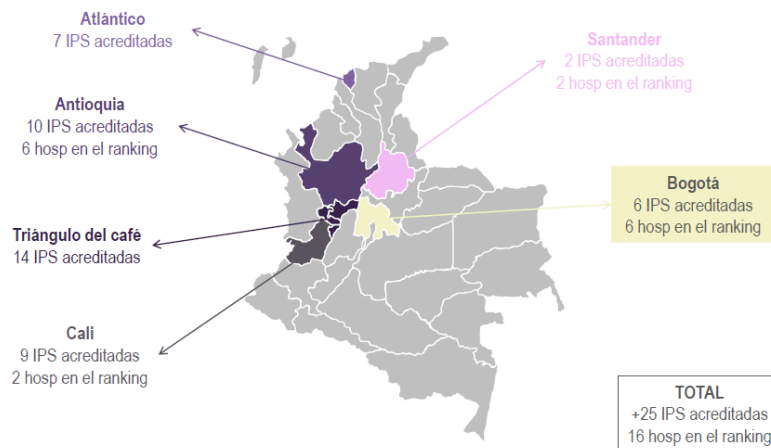 Atlántico
7 IPS acreditadas
Santander
2 IPS acreditadas
2 hosp en el ranking
Antioquia
10 IPS acreditadas
6 hosp en el ranking
Bogotá
6 IPS acreditadas
6 hosp en el ranking
Triángulo del café
14 IPS acreditadas
Cali
9 IPS acreditadas
2 hosp en el ranking
TOTAL
+25 IPS acreditadas
16 hosp en el ranking